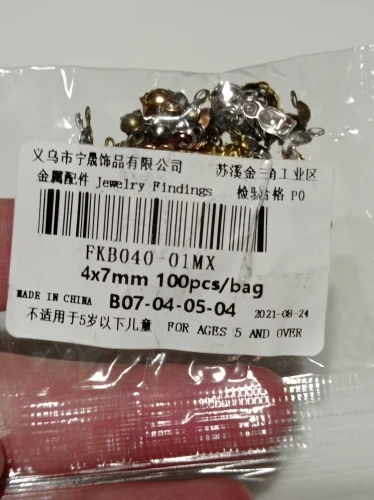 义乌市宁晟饰品有限公司 苏溪金三角工业区
金属配件 Jewelry Findings 检验合格 PO
FKB040-01MX
4x7mm 100pcs/bag
MADE IN CHINA B07-04-05-04 2021-08-24
不适用于5岁以下儿童 FOR AGES 5 AND OVER